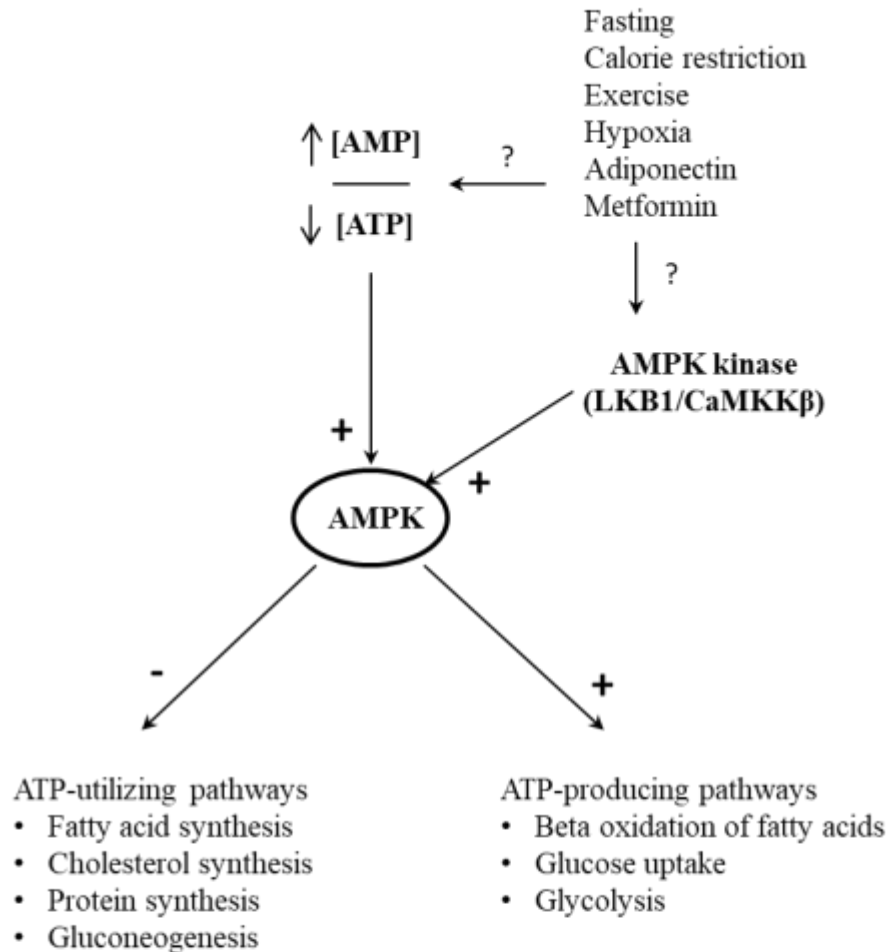 Fasting
Calorie restriction
Exercise
Hypoxia
Adiponectin
Metformin
?
↑ [AMP]
↓ [ATP]
?
AMPK kinase
(LKB1/CaMKKβ)
+
+
AMPK
-
+
ATP-utilizing pathways
• Fatty acid synthesis
• Cholesterol synthesis
• Protein synthesis
• Gluconeogenesis
ATP-producing pathways
• Beta oxidation of fatty acids
• Glucose uptake
• Glycolysis